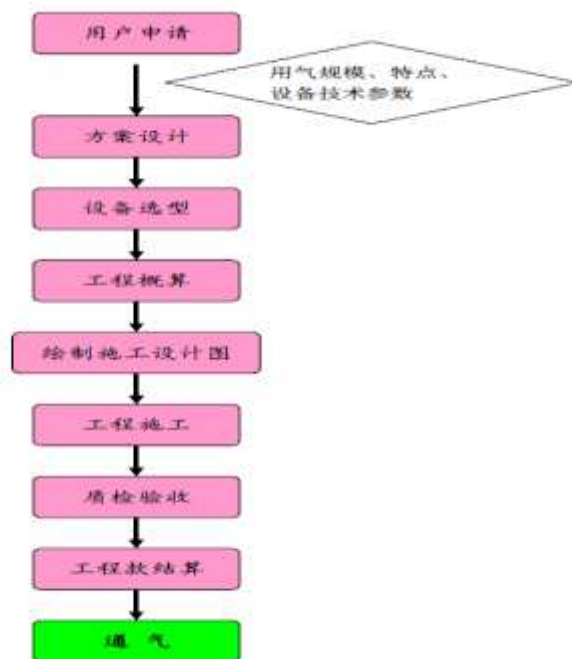 用户申请
用气规模、特点、
设备技术参数
方案设计
设备选型
工程概算
绘制施工设计图
工程施工
质检验收
工程款结算
通 气